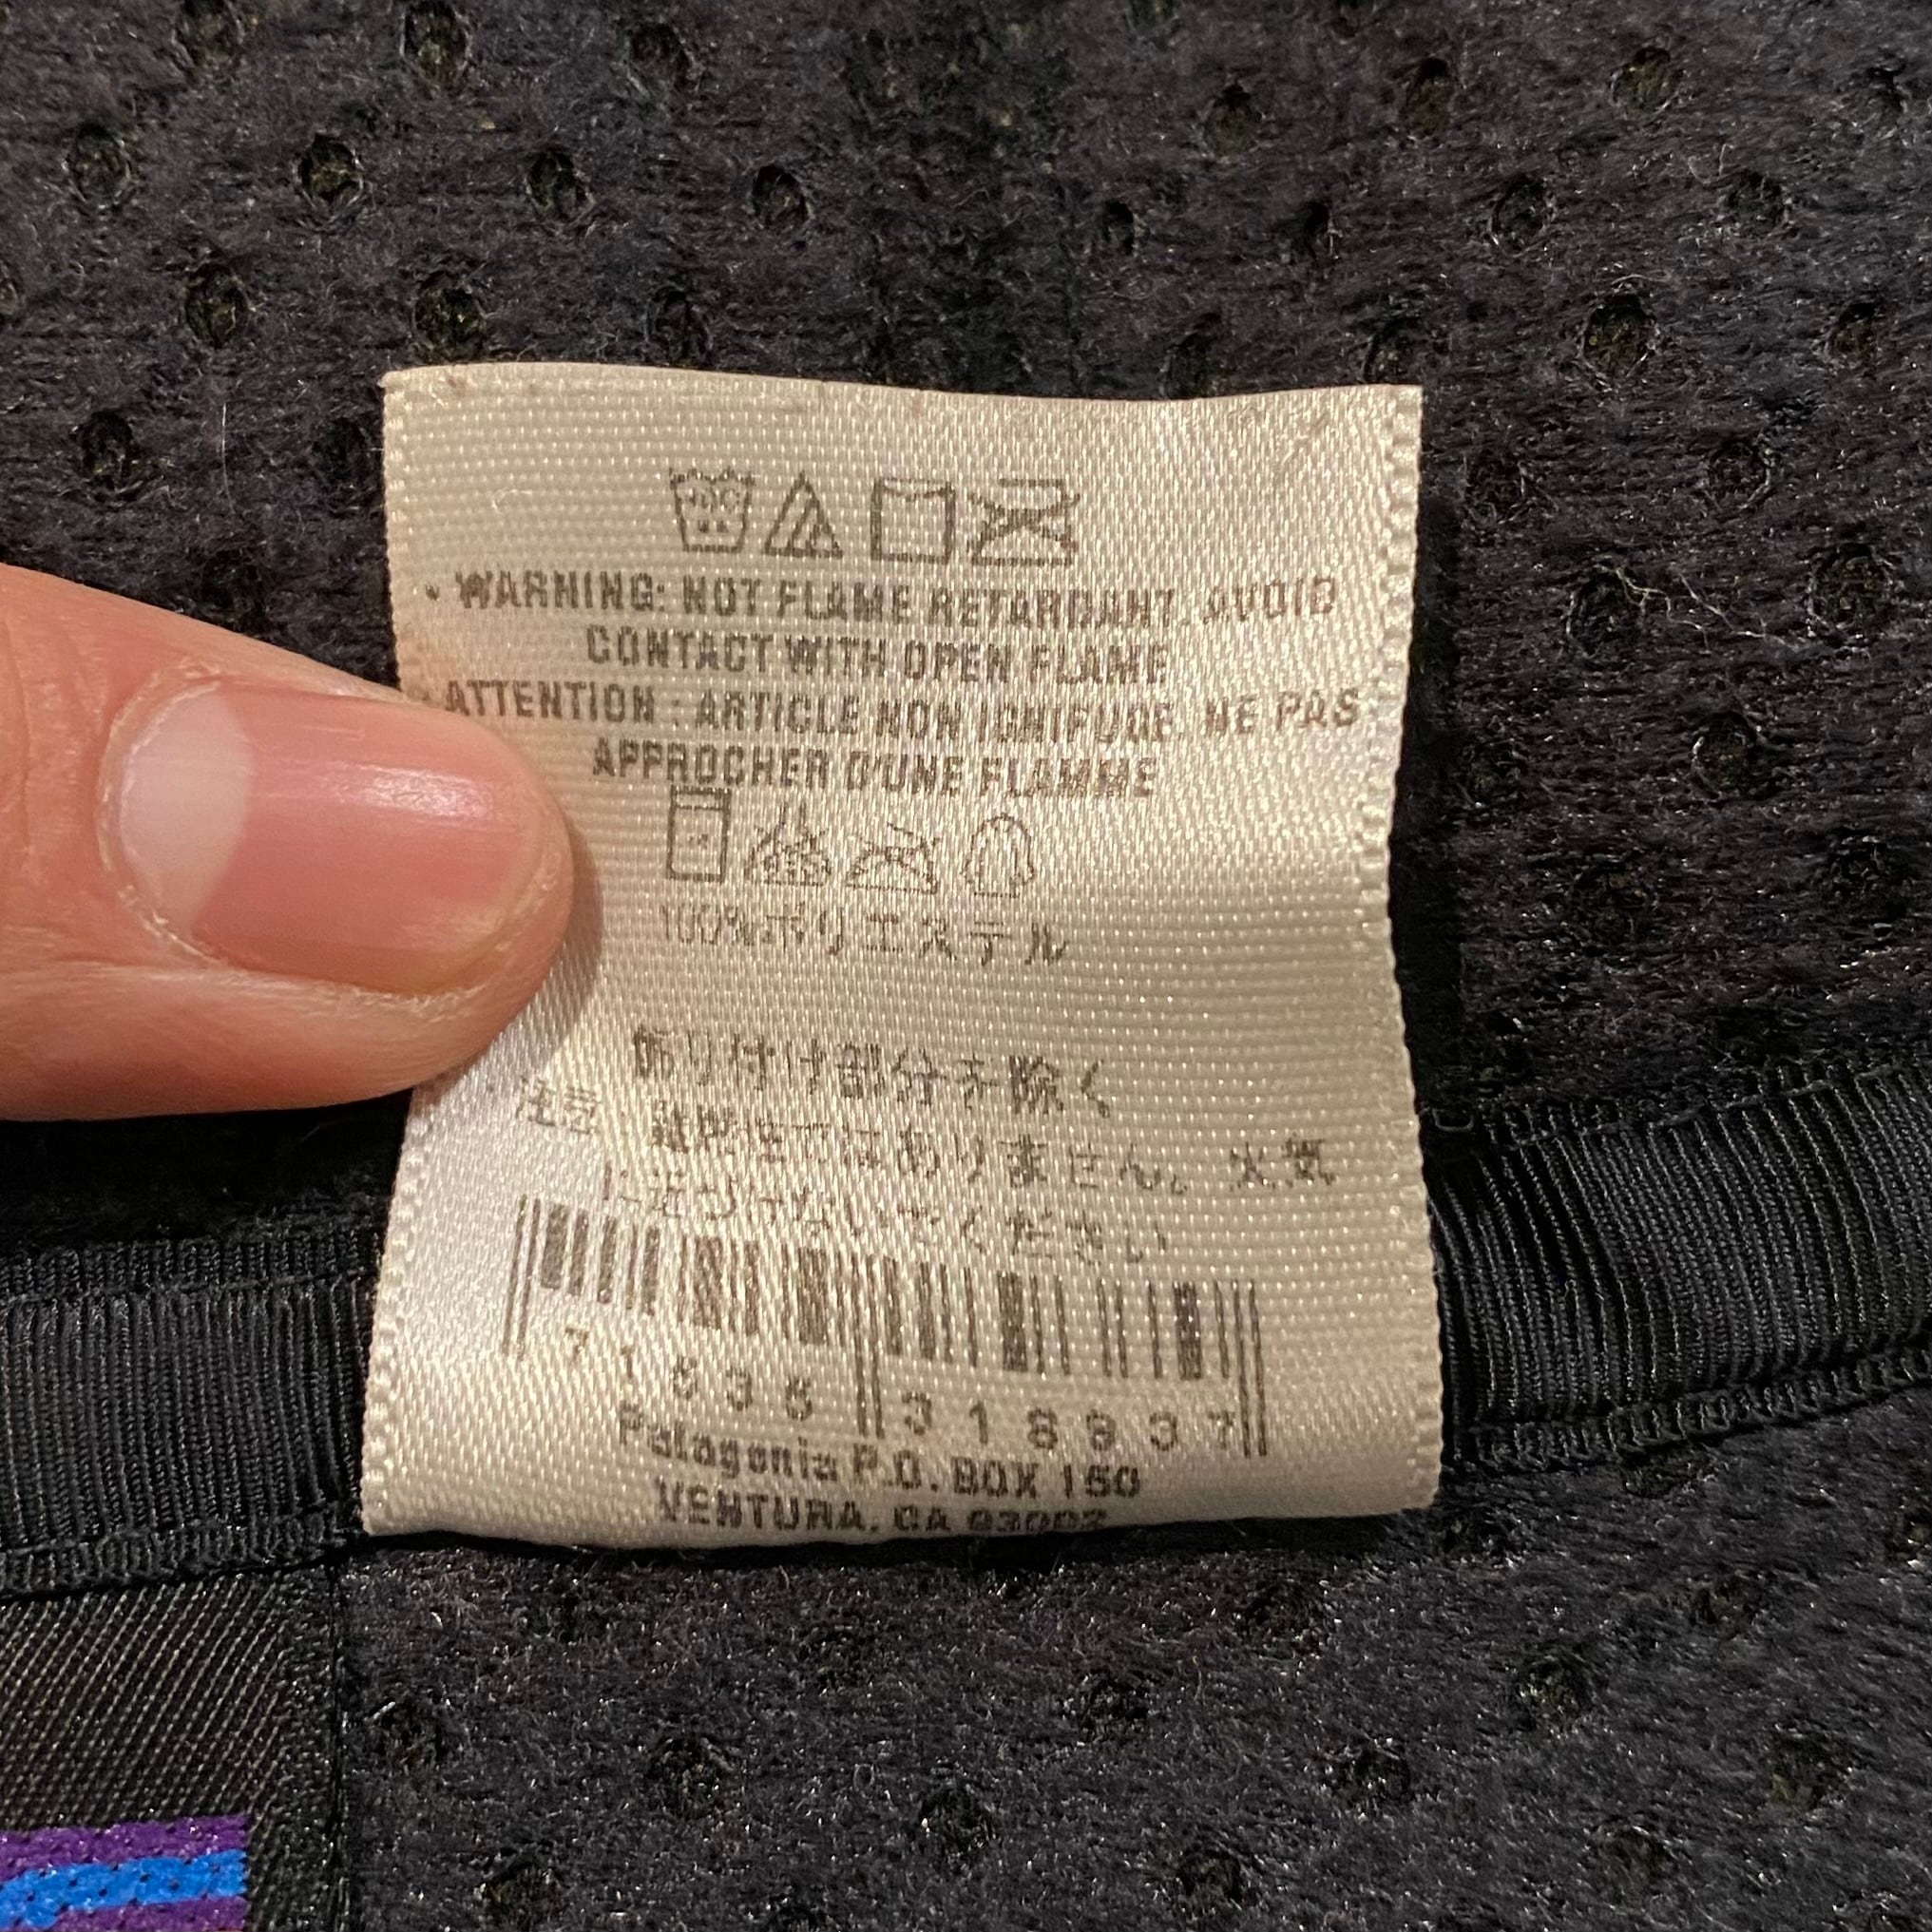 40C
• WARNING: NOT FLAME RETARDANT. AVOID
CONTACT WITH OPEN FLAME
ATTENTION : ARTICLE NON IGNIFUGE. NE PAS
APPROCHER D'UNE FLAMME
100%ポリエステル
飾り付け部分を除く
注意 : 難燃性ではありません。火気
に近づけないでください
7 1536 318937
Patagonia P.O. BOX 150
VENTURA, CA 93002